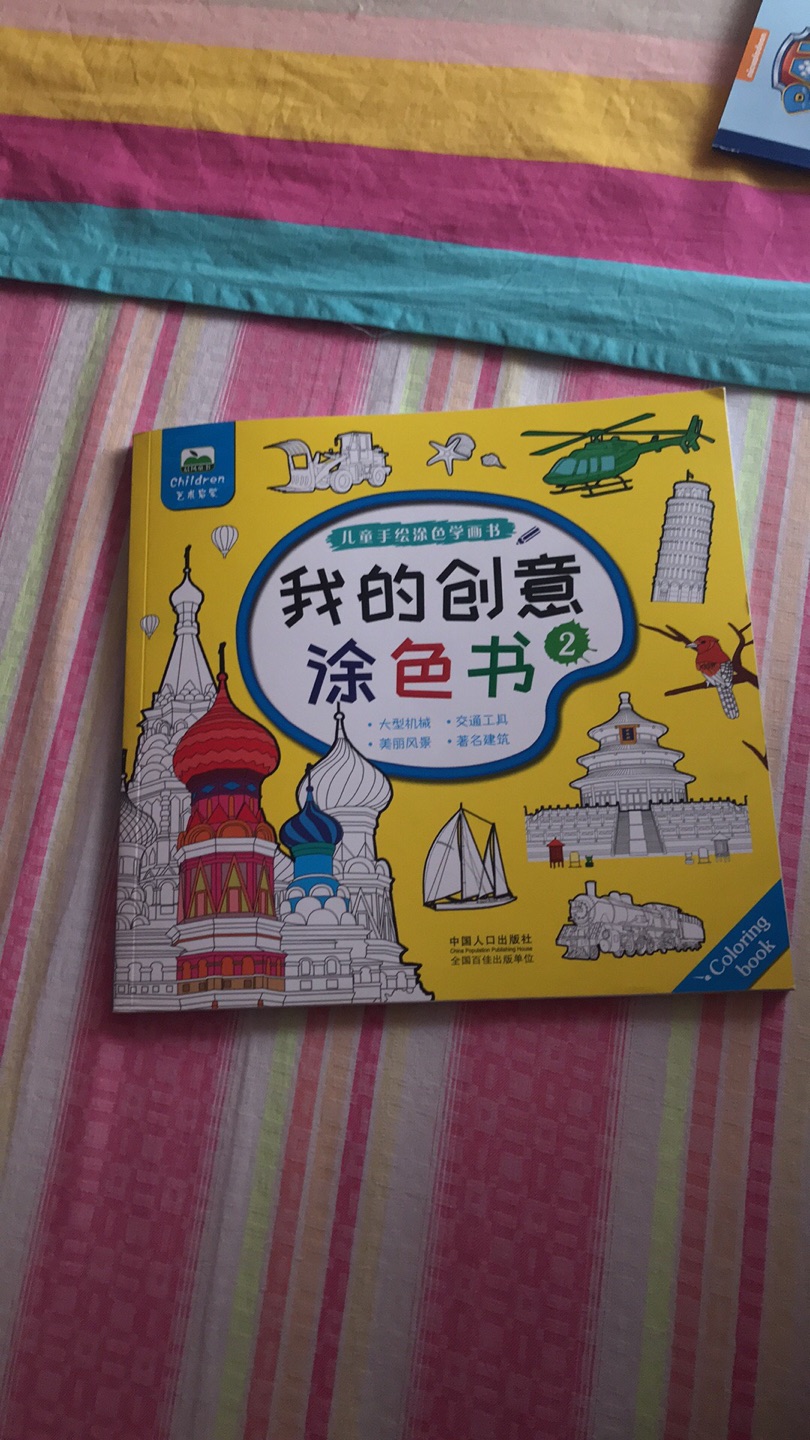 nickelodeon
Children
艺术启蒙
儿童手绘涂色学画书
我的创意
涂色书2
• 大型机械 • 交通工具
• 美丽风景 • 著名建筑
中国人口出版社
China Population Publishing House
全国百佳出版单位
Coloring
book